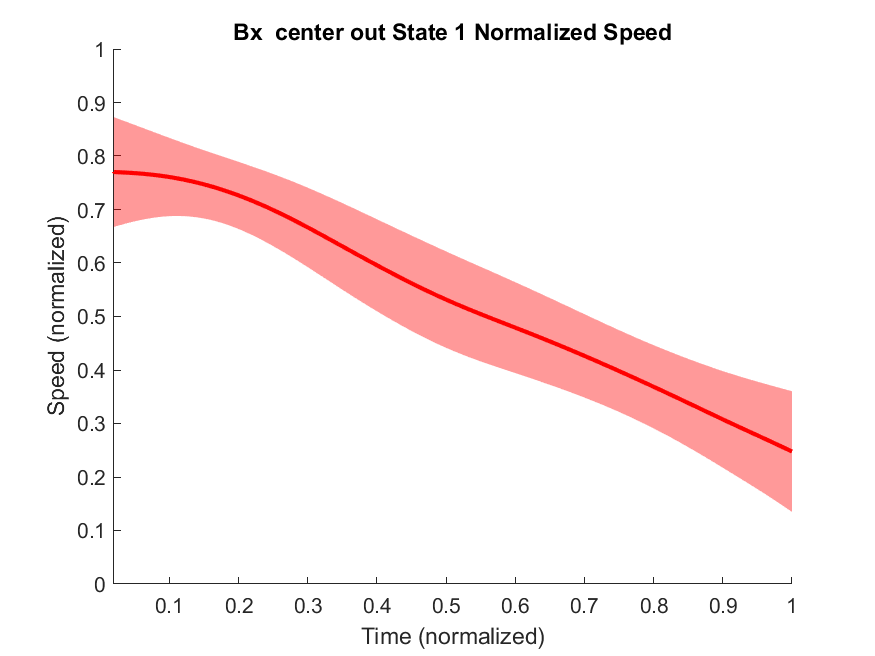 Bx  center out State 1 Normalized Speed
1
0.9
0.8
0.7
0.6
0.5
0.4
0.3
0.2
0.1
0
Speed (normalized)
0.1 0.2 0.3 0.4 0.5 0.6 0.7 0.8 0.9 1
Time (normalized)